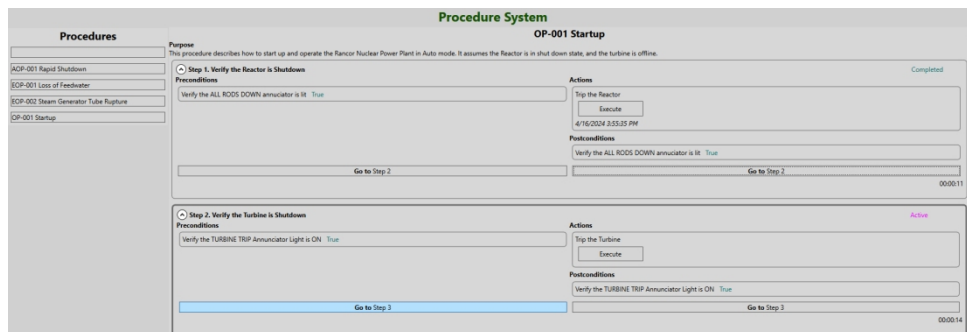 Procedure System
Procedures
AOP-001 Rapid Shutdown
EOP-001 Loss of Feedwater
EOP-002 Steam Generator Tube Rupture
OP-001 Startup
OP-001 Startup
Purpose
This procedure describes how to start up and operate the Rancor Nuclear Power Plant in Auto mode. It assumes the Reactor is in shut down state, and the turbine is offline.
Step 1. Verify the Reactor is Shutdown
Completed
Preconditions
Verify the ALL RODS DOWN annuciator is lit True
Go to Step 2
Actions
Trip the Reactor
Execute
4/16/2024 3:55:35 PM
Postconditions
Verify the ALL RODS DOWN annuciator is lit True
Go to Step 2
00:00:11
Step 2. Verify the Turbine is Shutdown
Active
Preconditions
Verify the TURBINE TRIP Annunciator Light is ON True
Go to Step 3
Actions
Trip the Turbine
Execute
Postconditions
Verify the TURBINE TRIP Annunciator Light is ON True
Go to Step 3
00:00:14